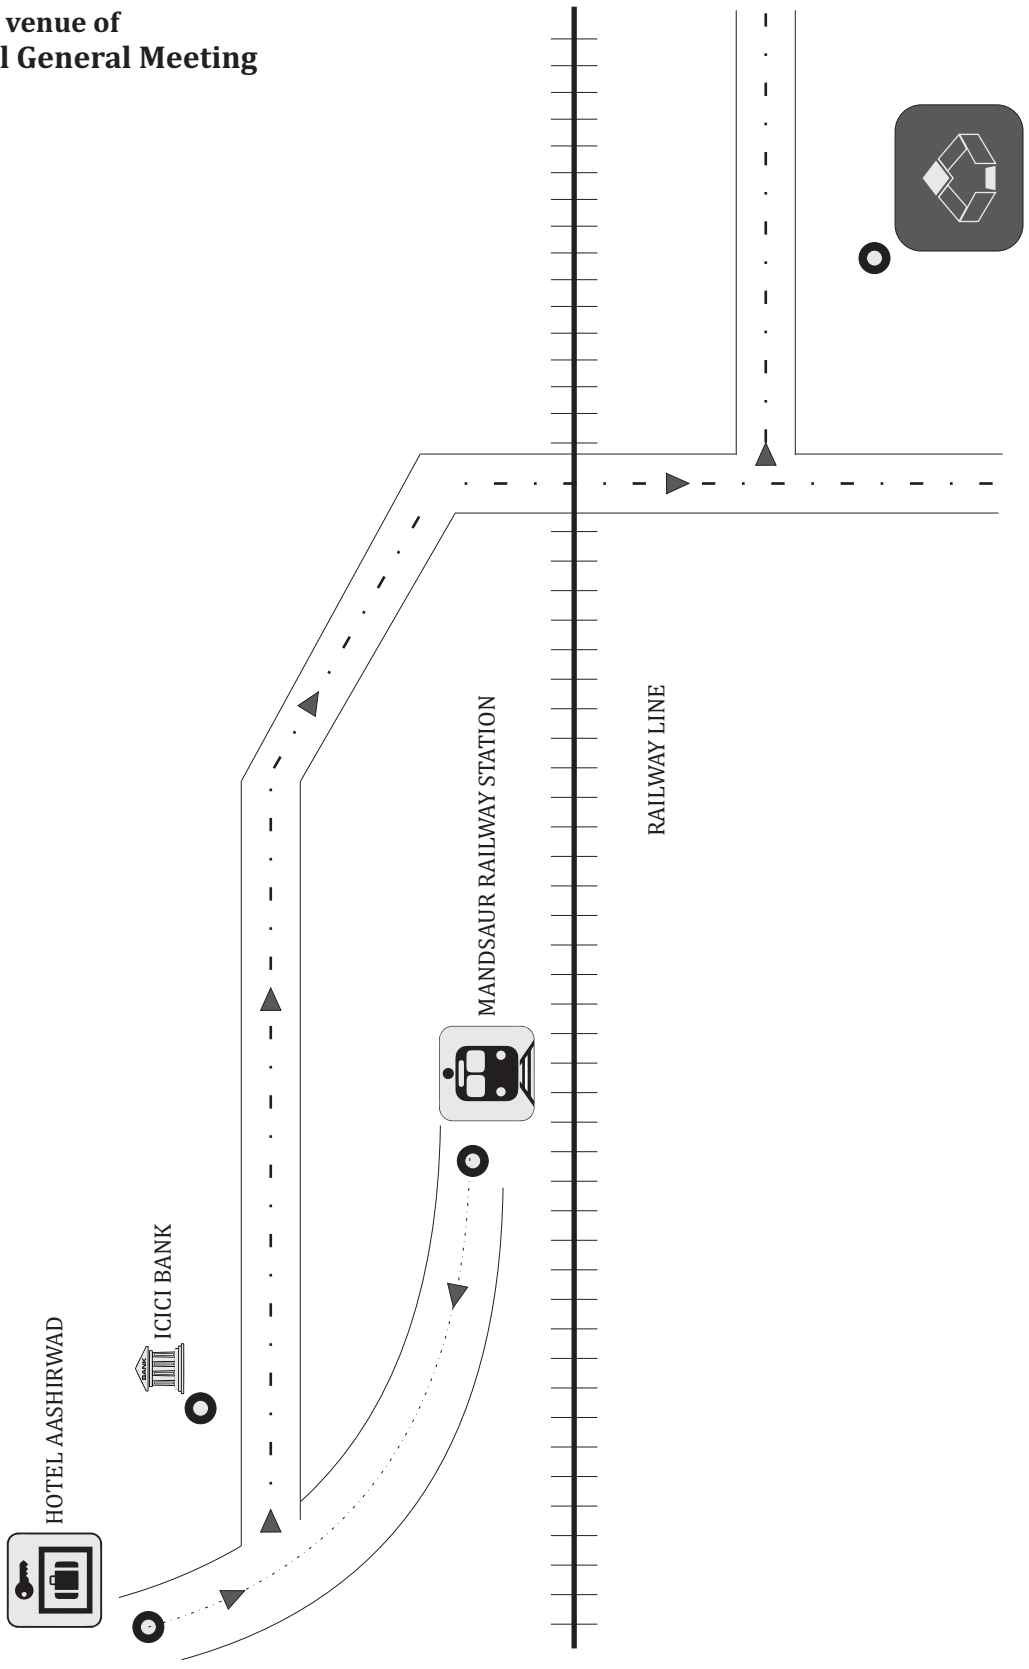 venue of
l General Meeting
RAILWAY LINE
MANDSAUR RAILWAY STATION
ICICI BANK
BANK
HOTEL AASHIRWAD